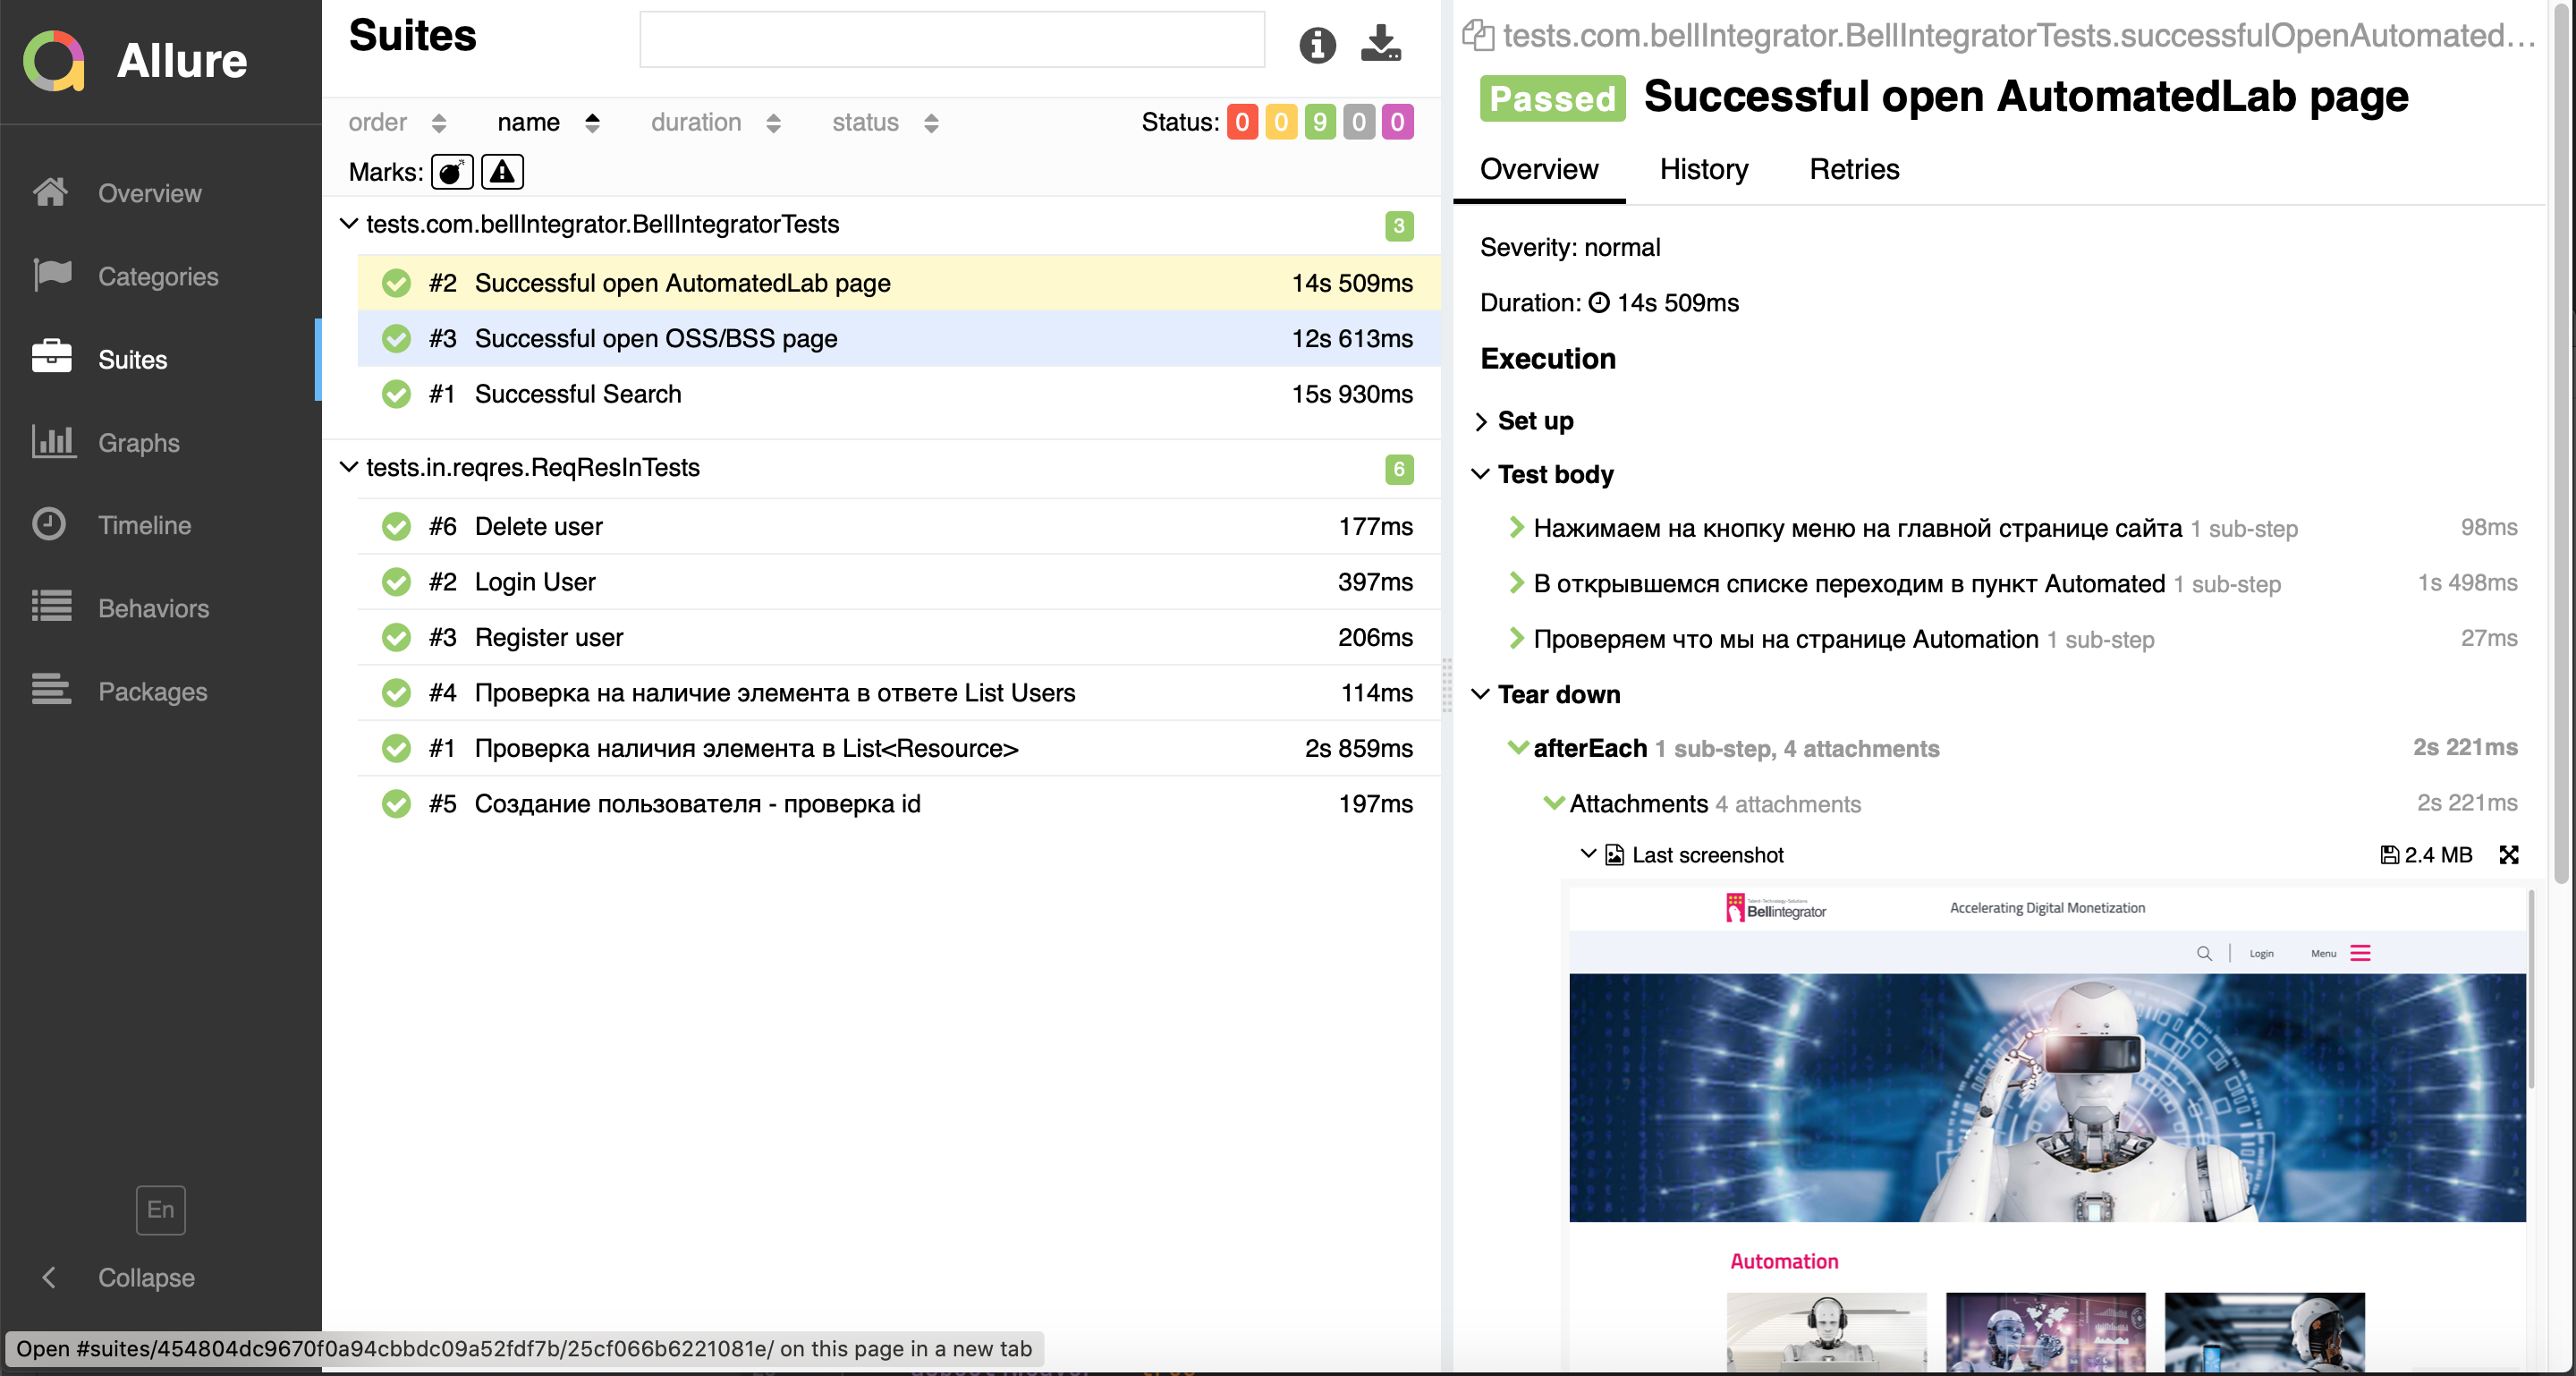 Allure
Overview
Categories
Suites
Graphs
Timeline
Behaviors
Packages
En
Collapse
Suites
order name duration status Status: 0 0 9 0 0
Marks:
tests.com.bellIntegrator.BellIntegratorTests 3
#2 Successful open AutomatedLab page 14s 509ms
#3 Successful open OSS/BSS page 12s 613ms
#1 Successful Search 15s 930ms
tests.in.reqres.ReqResInTests 6
#6 Delete user 177ms
#2 Login User 397ms
#3 Register user 206ms
#4 Проверка на наличие элемента в ответе List Users 114ms
#1 Проверка наличия элемента в List<Resource> 2s 859ms
#5 Создание пользователя - проверка id 197ms
tests.com.bellIntegrator.BellIntegratorTests.successfulOpenAutomated…
Passed Successful open AutomatedLab page
Overview History Retries
Severity: normal
Duration: 14s 509ms
Execution
Set up
Test body
Нажимаем на кнопку меню на главной странице сайта 1 sub-step 98ms
В открывшемся списке переходим в пункт Automated 1 sub-step 1s 498ms
Проверяем что мы на странице Automation 1 sub-step 27ms
Tear down
afterEach 1 sub-step, 4 attachments 2s 221ms
Attachments 4 attachments 2s 221ms
Last screenshot 2.4 MB
Bellintegrator Accelerating Digital Monetization
Login Menu
Automation
Open #suites/454804dc9670f0a94cbbdc09a52fdf7b/25cf066b6221081e/ on this page in a new tab